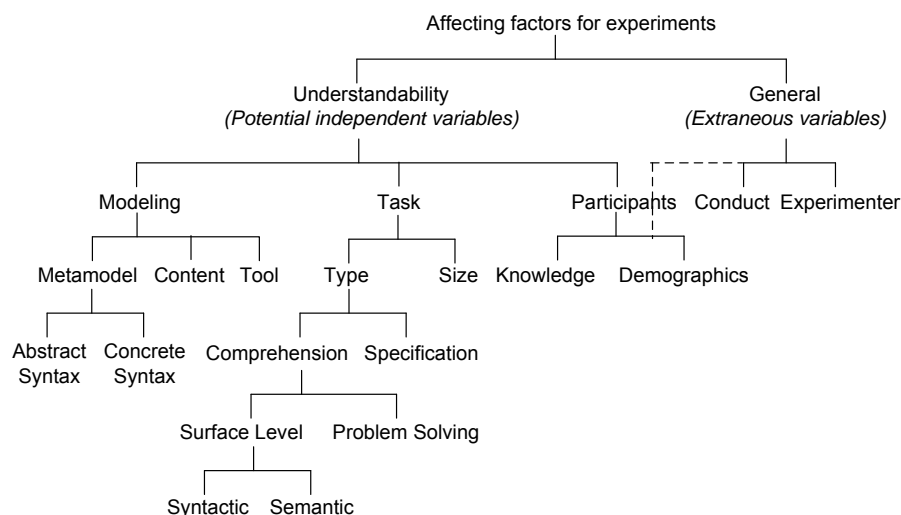 Affecting factors for experiments
Understandability
(Potential independent variables)
General
(Extraneous variables)
Modeling
Task
Participants
Conduct
Experimenter
Metamodel
Content
Tool
Type
Size
Knowledge
Demographics
Abstract
Syntax
Concrete
Syntax
Comprehension
Specification
Surface Level
Problem Solving
Syntactic
Semantic